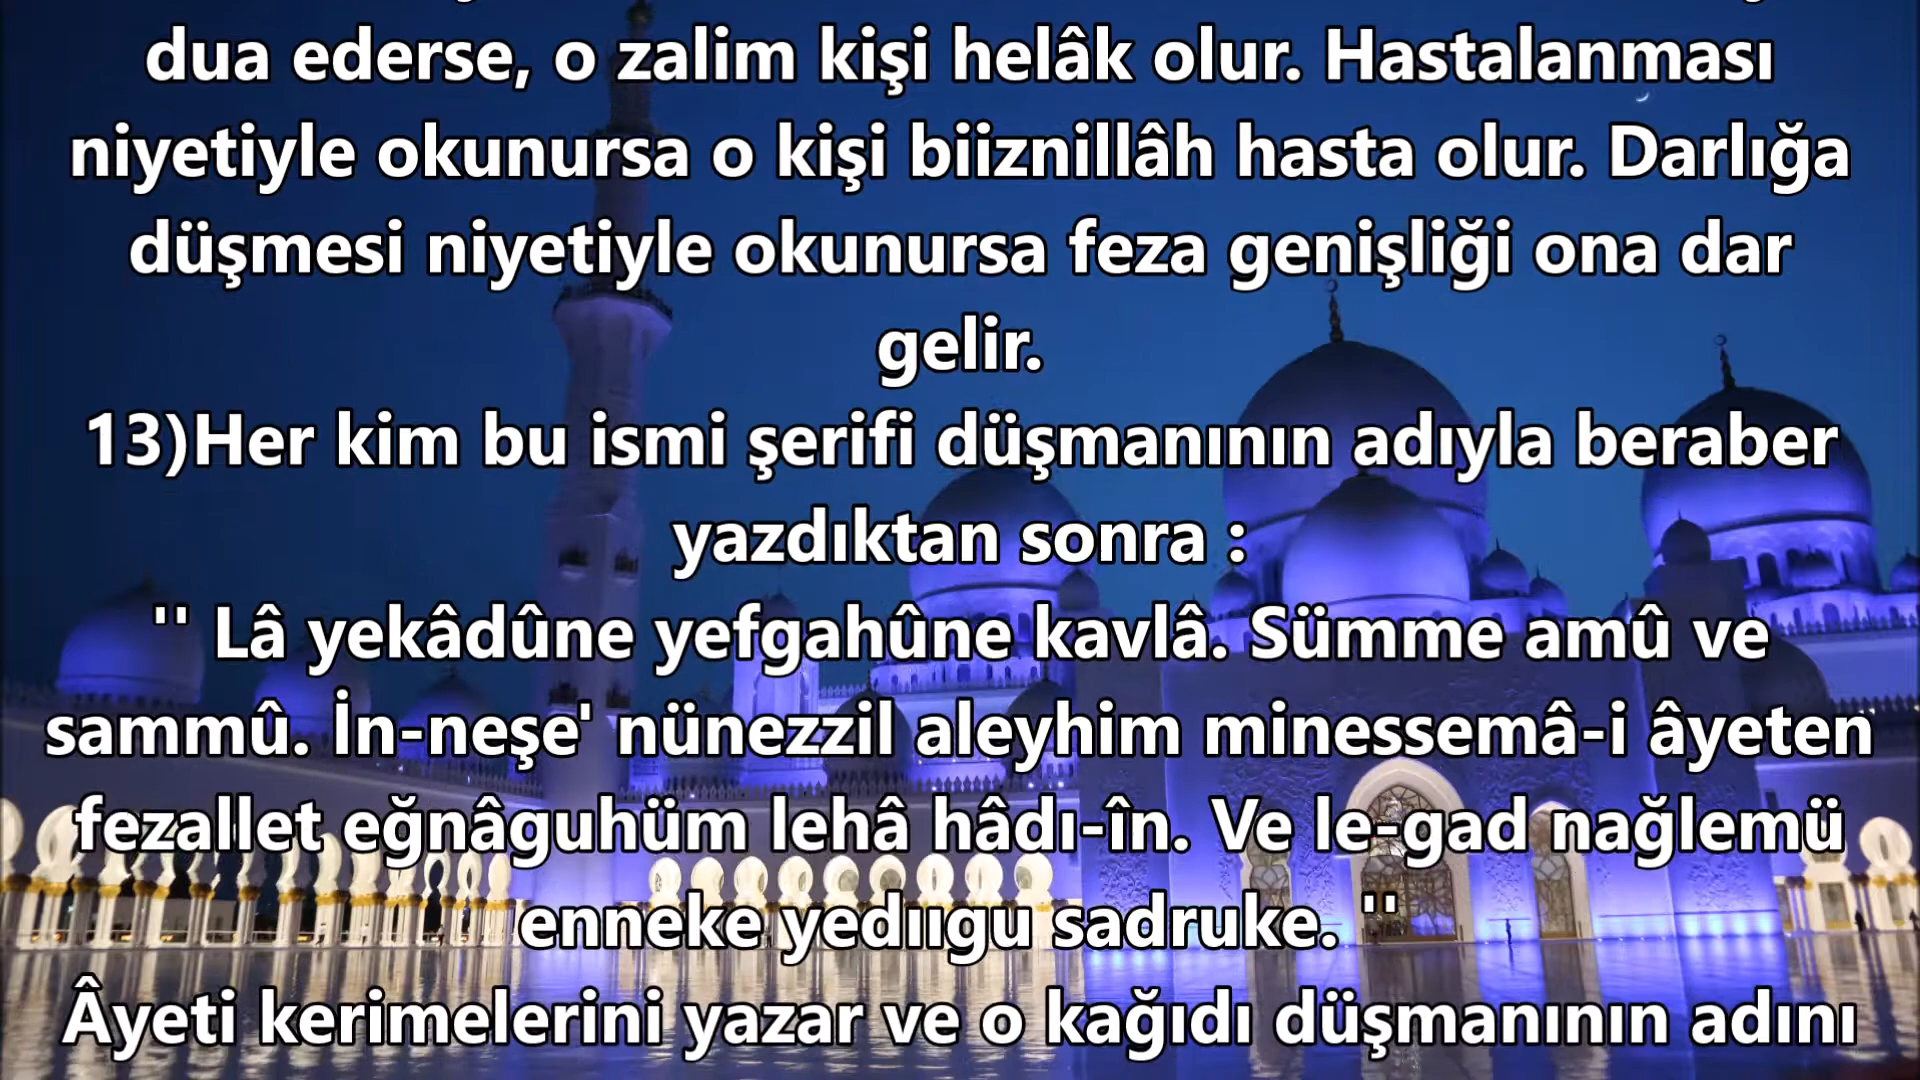 dua ederse, o zalim kişi helâk olur. Hastalanması
niyetiyle okunursa o kişi biiznillâh hasta olur. Darlığa
düşmesi niyetiyle okunursa feza genişliği ona dar
gelir.
13)Her kim bu ismi şerifi düşmanının adıyla beraber
yazdıktan sonra :
'' Lâ yekâdûne yefgahûne kavlâ. Sümme amû ve
sammû. İn-neşe' nünezzil aleyhim minessemâ-i âyeten
fezallet eğnâguhüm lehâ hâdı-în. Ve le-gad nağlemü
enneke yedııgu sadruke. ''
Âyeti kerimelerini yazar ve o kağıdı düşmanının adını